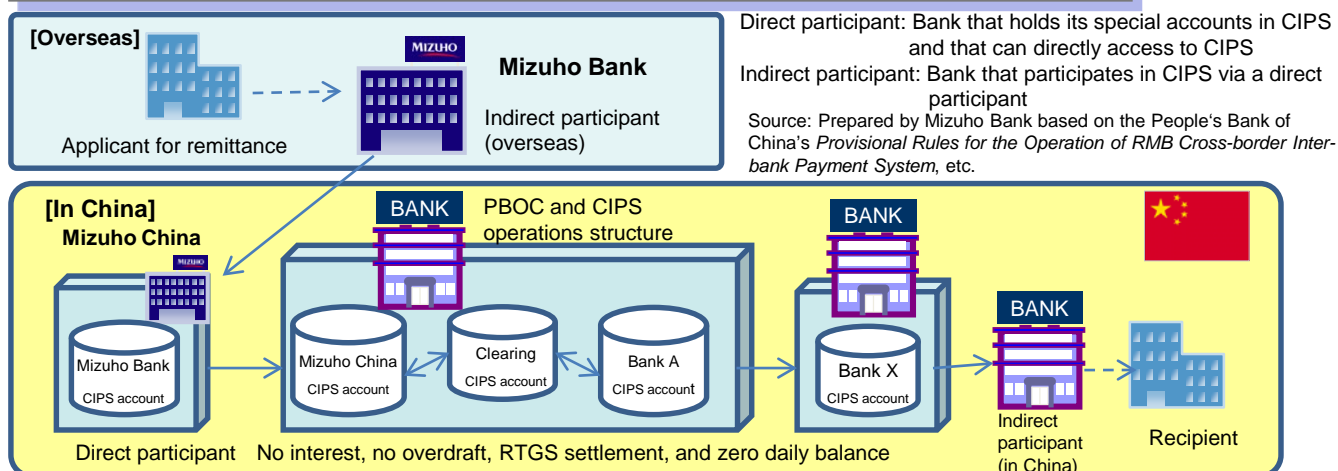 [Overseas]
MIZUHO
Mizuho Bank
Indirect participant
(overseas)
Applicant for remittance
Direct participant: Bank that holds its special accounts in CIPS
and that can directly access to CIPS
Indirect participant: Bank that participates in CIPS via a direct
participant
Source: Prepared by Mizuho Bank based on the People‘s Bank of
China's Provisional Rules for the Operation of RMB Cross-border Inter-
bank Payment System, etc.
[In China]
Mizuho China
MIZUHO
BANK
PBOC and CIPS
operations structure
BANK
BANK
Mizuho Bank
CIPS account
Mizuho China
CIPS account
Clearing
CIPS account
Bank A
CIPS account
Bank X
CIPS account
Direct participant
No interest, no overdraft, RTGS settlement, and zero daily balance
Indirect
participant
(in China)
Recipient